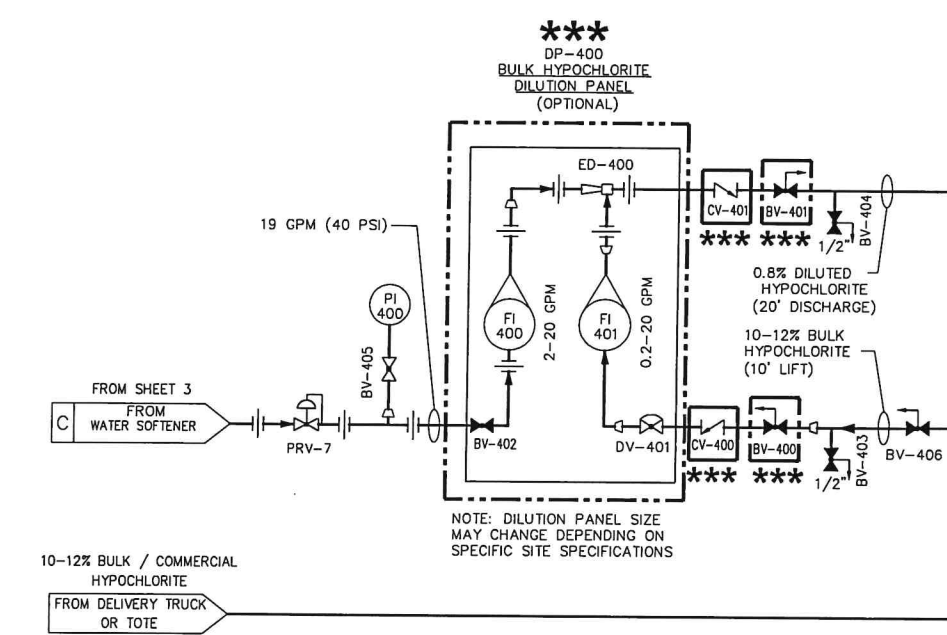 ***
DP-400
BULK HYPOCHLORITE
DILUTION PANEL
(OPTIONAL)
ED-400
CV-401
BV-401
***
***
1/2"
BV-404
19 GPM (40 PSI)
0.8% DILUTED
HYPOCHLORITE
(20' DISCHARGE)
PI
400
BV-405
FI
400
2-20 GPM
FI
401
0.2-20 GPM
10-12% BULK
HYPOCHLORITE
(10' LIFT)
FROM SHEET 3
C
FROM
WATER SOFTENER
PRV-7
BV-402
DV-401
CV-400
BV-400
***
***
1/2"
BV-403
BV-406
NOTE: DILUTION PANEL SIZE
MAY CHANGE DEPENDING ON
SPECIFIC SITE SPECIFICATIONS
10-12% BULK / COMMERCIAL
HYPOCHLORITE
FROM DELIVERY TRUCK
OR TOTE